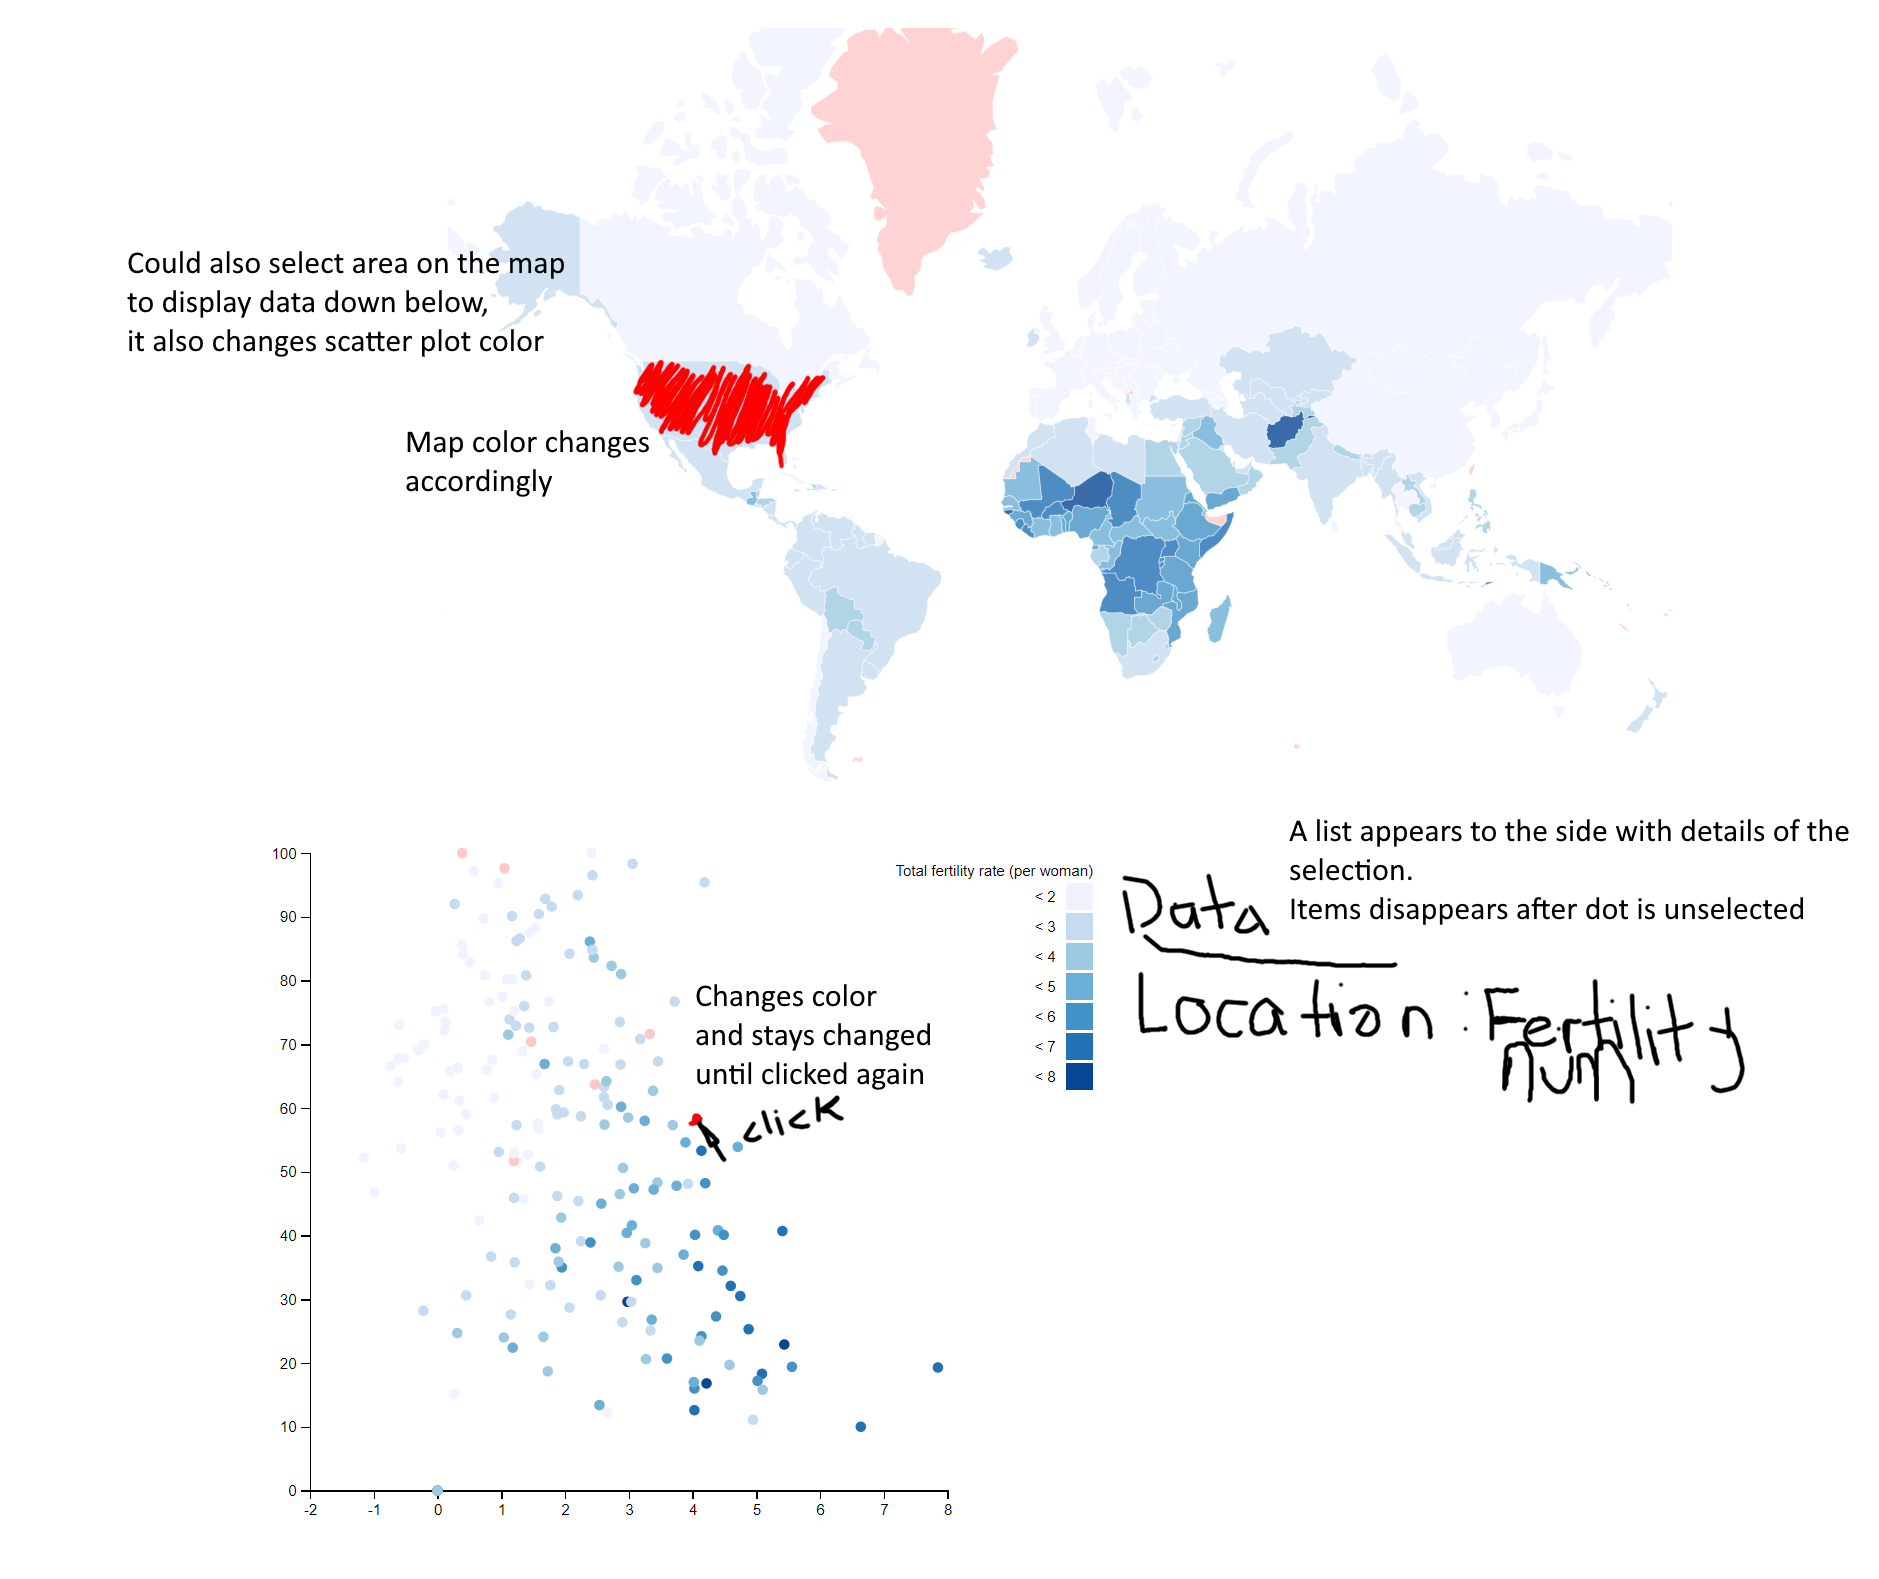 Could also select area on the map
to display data down below,
it also changes scatter plot color
Map color changes
accordingly
A list appears to the side with details of the
selection.
Items disappears after dot is unselected
Total fertility rate (per woman)
< 2
< 3
< 4
< 5
< 6
< 7
< 8
Data
Location : Fertility
num
Changes color
and stays changed
until clicked again
click
100
90
80
70
60
50
40
30
20
10
0
-2 -1 0 1 2 3 4 5 6 7 8